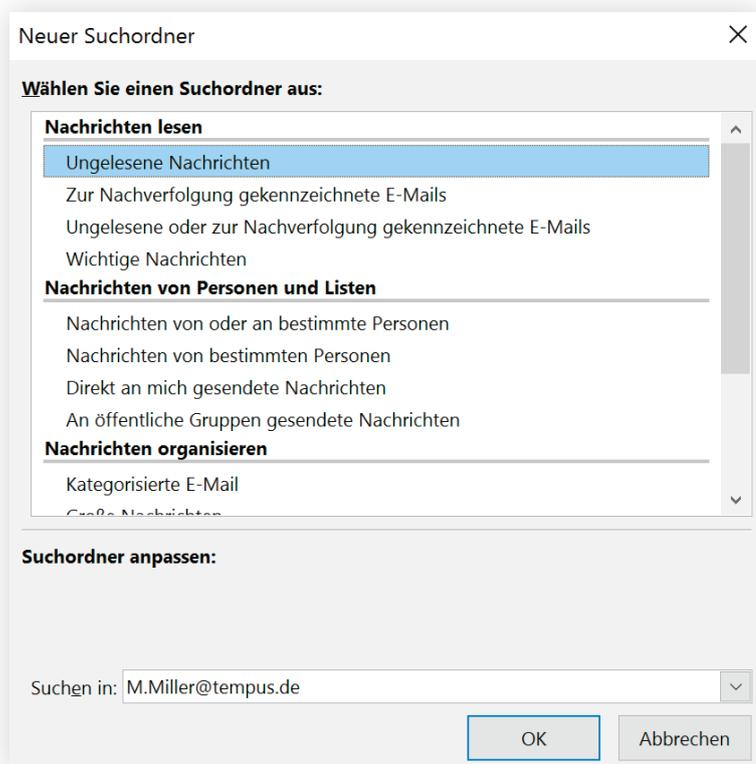 Neuer Suchordner
Wählen Sie einen Suchordner aus:
Nachrichten lesen
Ungelesene Nachrichten
Zur Nachverfolgung gekennzeichnete E-Mails
Ungelesene oder zur Nachverfolgung gekennzeichnete E-Mails
Wichtige Nachrichten
Nachrichten von Personen und Listen
Nachrichten von oder an bestimmte Personen
Nachrichten von bestimmten Personen
Direkt an mich gesendete Nachrichten
An öffentliche Gruppen gesendete Nachrichten
Nachrichten organisieren
Kategorisierte E-Mail
Große Nachrichten
Suchordner anpassen:
Suchen in: M.Miller@tempus.de
OK Abbrechen